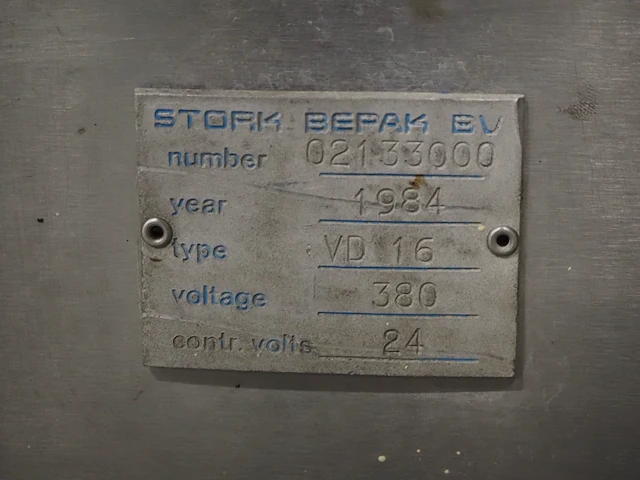 STORK BEPAK BV
number 02133000
year 1984
type VD 16
voltage 380
contr. volts 24